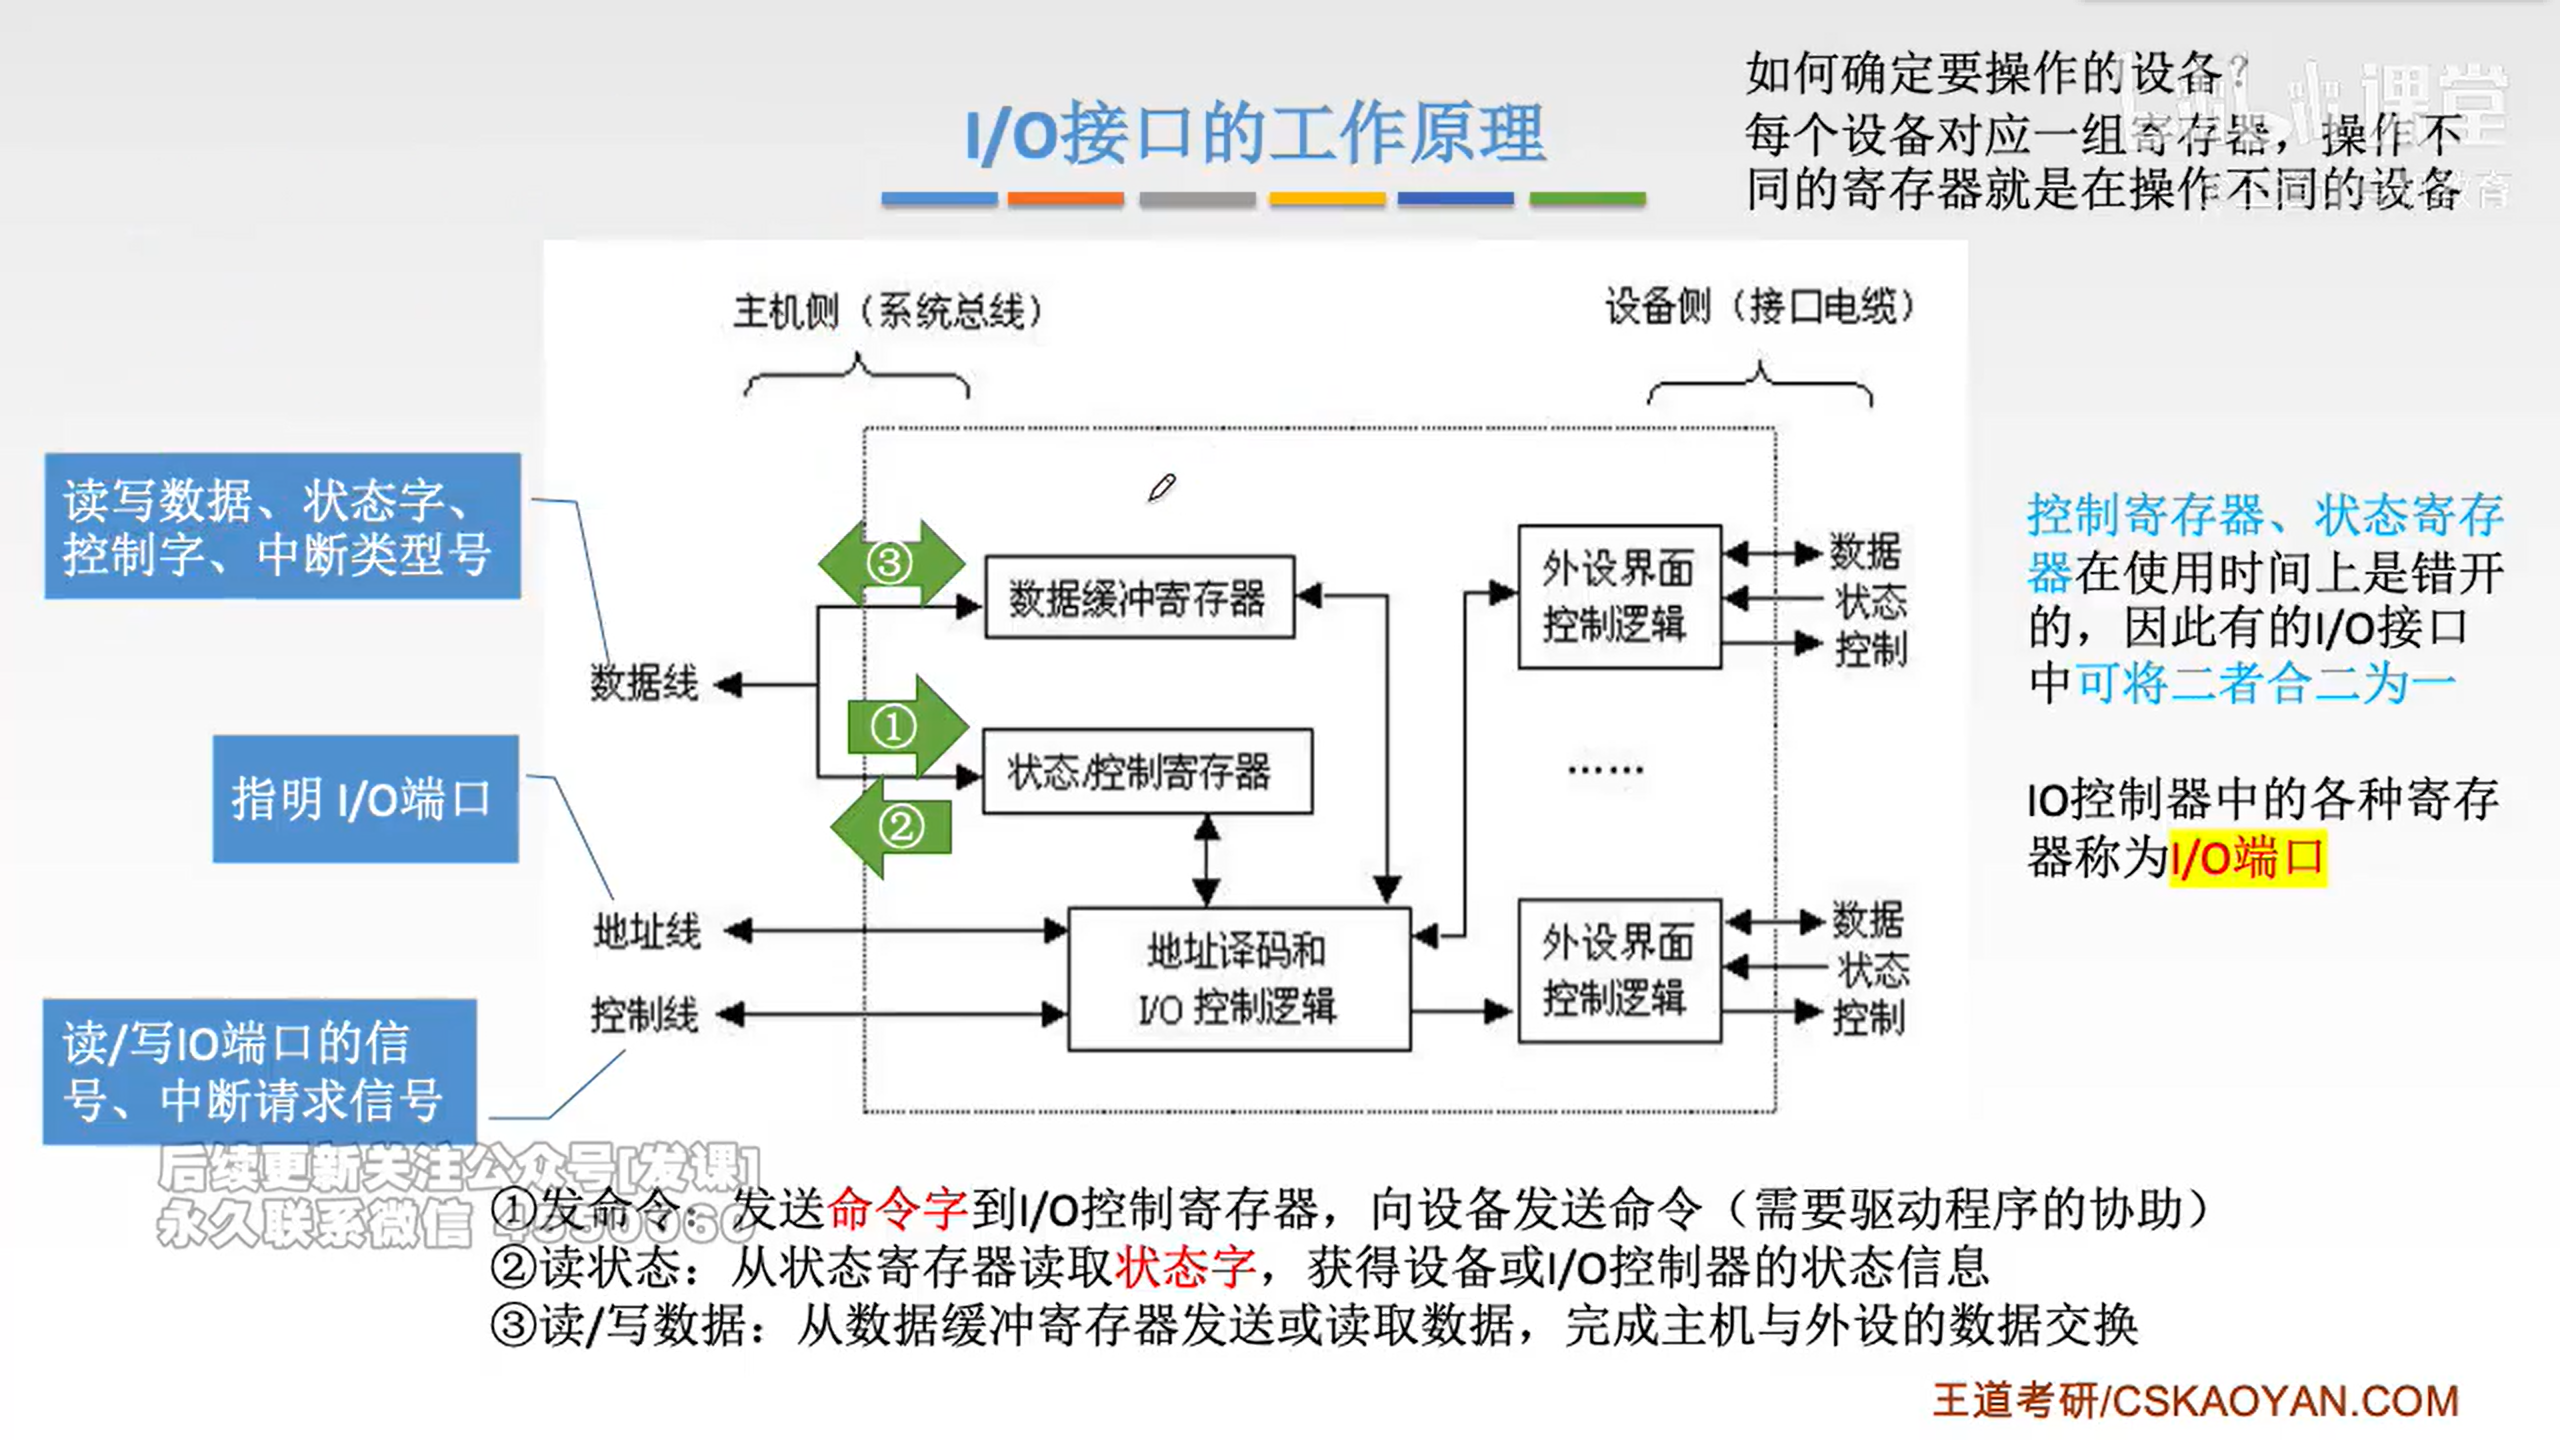 I/O接口的工作原理
如何确定要操作的设备？
每个设备对应一组寄存器，操作不
同的寄存器就是在操作不同的设备
课堂
教育
主机侧（系统总线）
设备侧（接口电缆）
读写数据、状态字、
控制字、中断类型号
指明 I/O端口
读/写IO端口的信
号、中断请求信号
数据线
地址线
控制线
③
①
②
数据缓冲寄存器
状态/控制寄存器
地址译码和
I/O 控制逻辑
外设界面
控制逻辑
数据
状态
控制
……
外设界面
控制逻辑
数据
状态
控制
控制寄存器、状态寄存
器在使用时间上是错开
的，因此有的I/O接口
中可将二者合二为一
IO控制器中的各种寄存
器称为I/O端口
后续更新关注公众号[发课]
永久联系微信
①发命令：发送命令字到I/O控制寄存器，向设备发送命令（需要驱动程序的协助）
②读状态：从状态寄存器读取状态字，获得设备或I/O控制器的状态信息
③读/写数据：从数据缓冲寄存器发送或读取数据，完成主机与外设的数据交换
王道考研/CSKAOYAN.COM